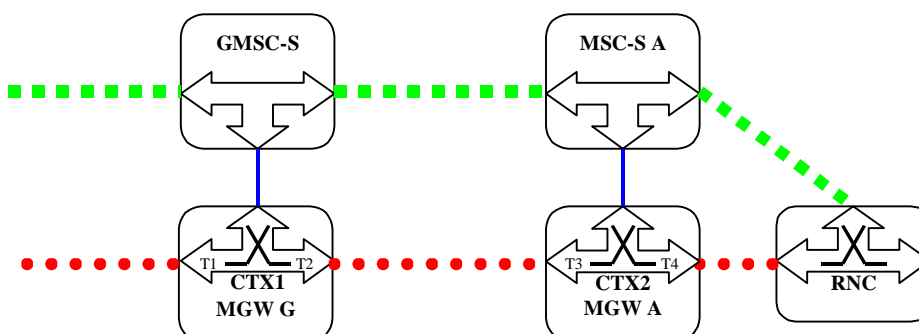 GMSC-S
MSC-S A
T1
T2
CTX1
MGW G
T3
T4
CTX2
MGW A
RNC